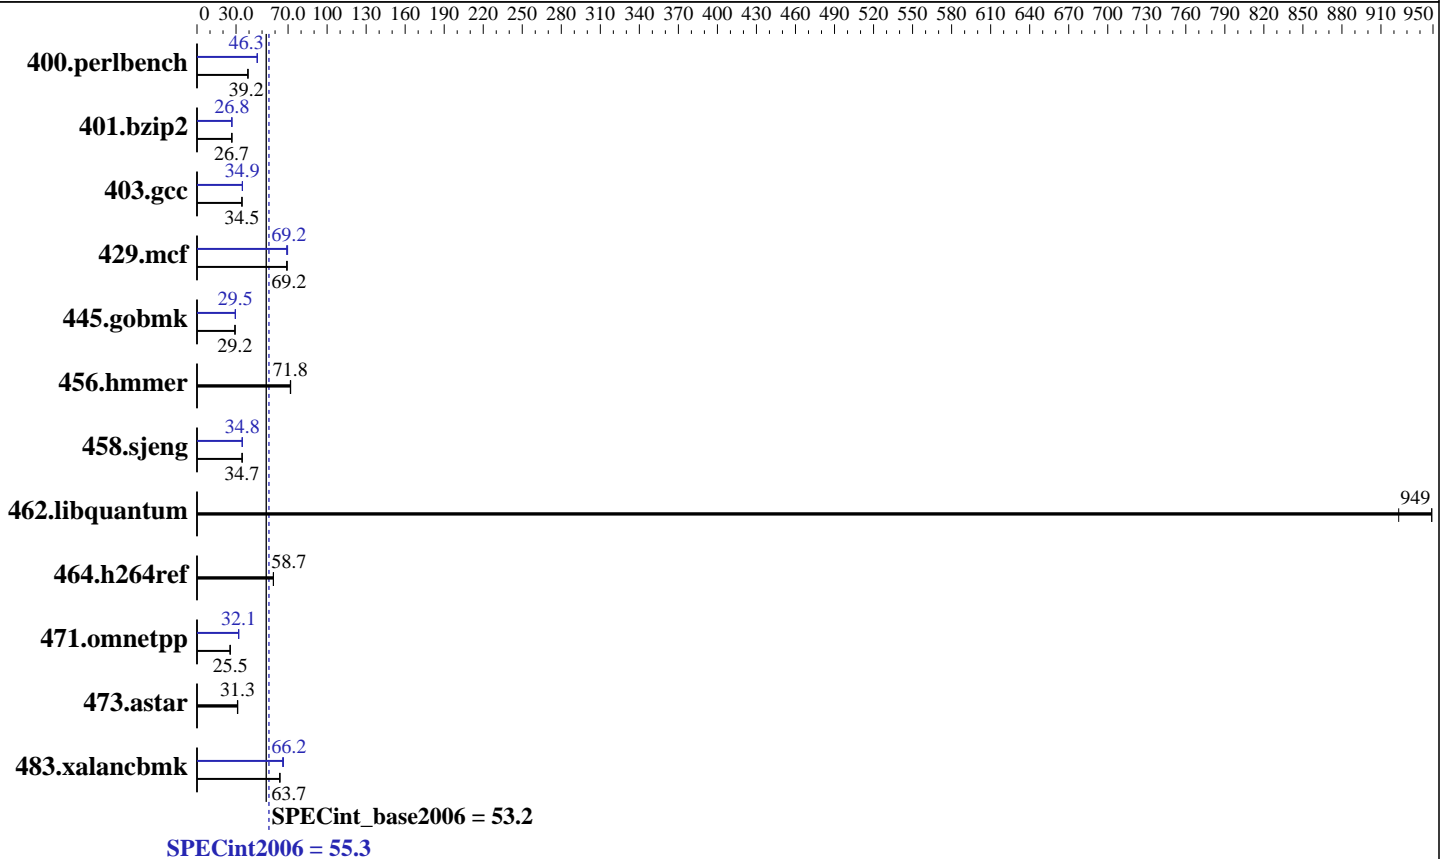 0 30.0 70.0 100 130 160 190 220 250 280 310 340 370 400 430 460 490 520 550 580 610 640 670 700 730 760 790 820 850 880 910 950
46.3
400.perlbench
39.2
26.8
401.bzip2
26.7
34.9
403.gcc
34.5
69.2
429.mcf
69.2
29.5
445.gobmk
29.2
71.8
456.hmmer
34.8
458.sjeng
34.7
949
462.libquantum
58.7
464.h264ref
32.1
471.omnetpp
25.5
31.3
473.astar
66.2
483.xalancbmk
63.7
SPECint_base2006 = 53.2
SPECint2006 = 55.3